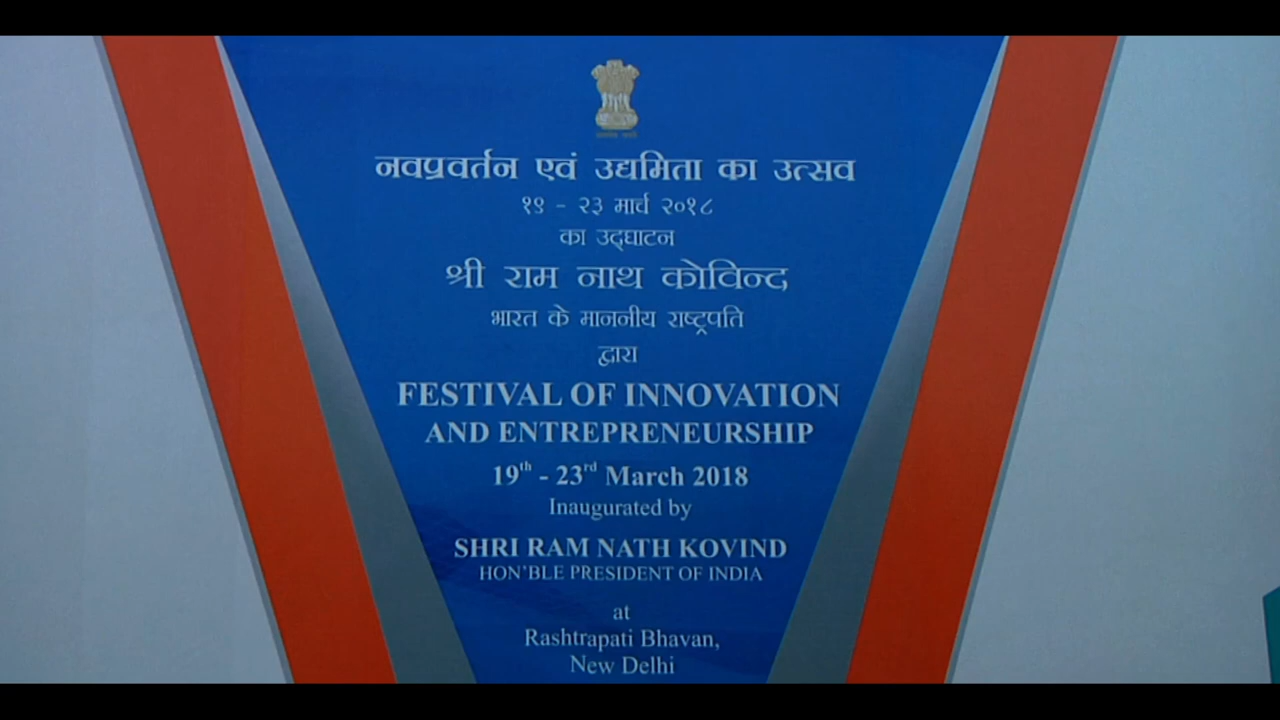 नवप्रवर्तन एवं उद्यमिता का उत्सव
१९ - २३ मार्च २०१८
का उद्घाटन
श्री राम नाथ कोविन्द
भारत के माननीय राष्ट्रपति
द्वारा
FESTIVAL OF INNOVATION
AND ENTREPRENEURSHIP
19th - 23rd March 2018
Inaugurated by
SHRI RAM NATH KOVIND
HON'BLE PRESIDENT OF INDIA
at
Rashtrapati Bhavan,
New Delhi